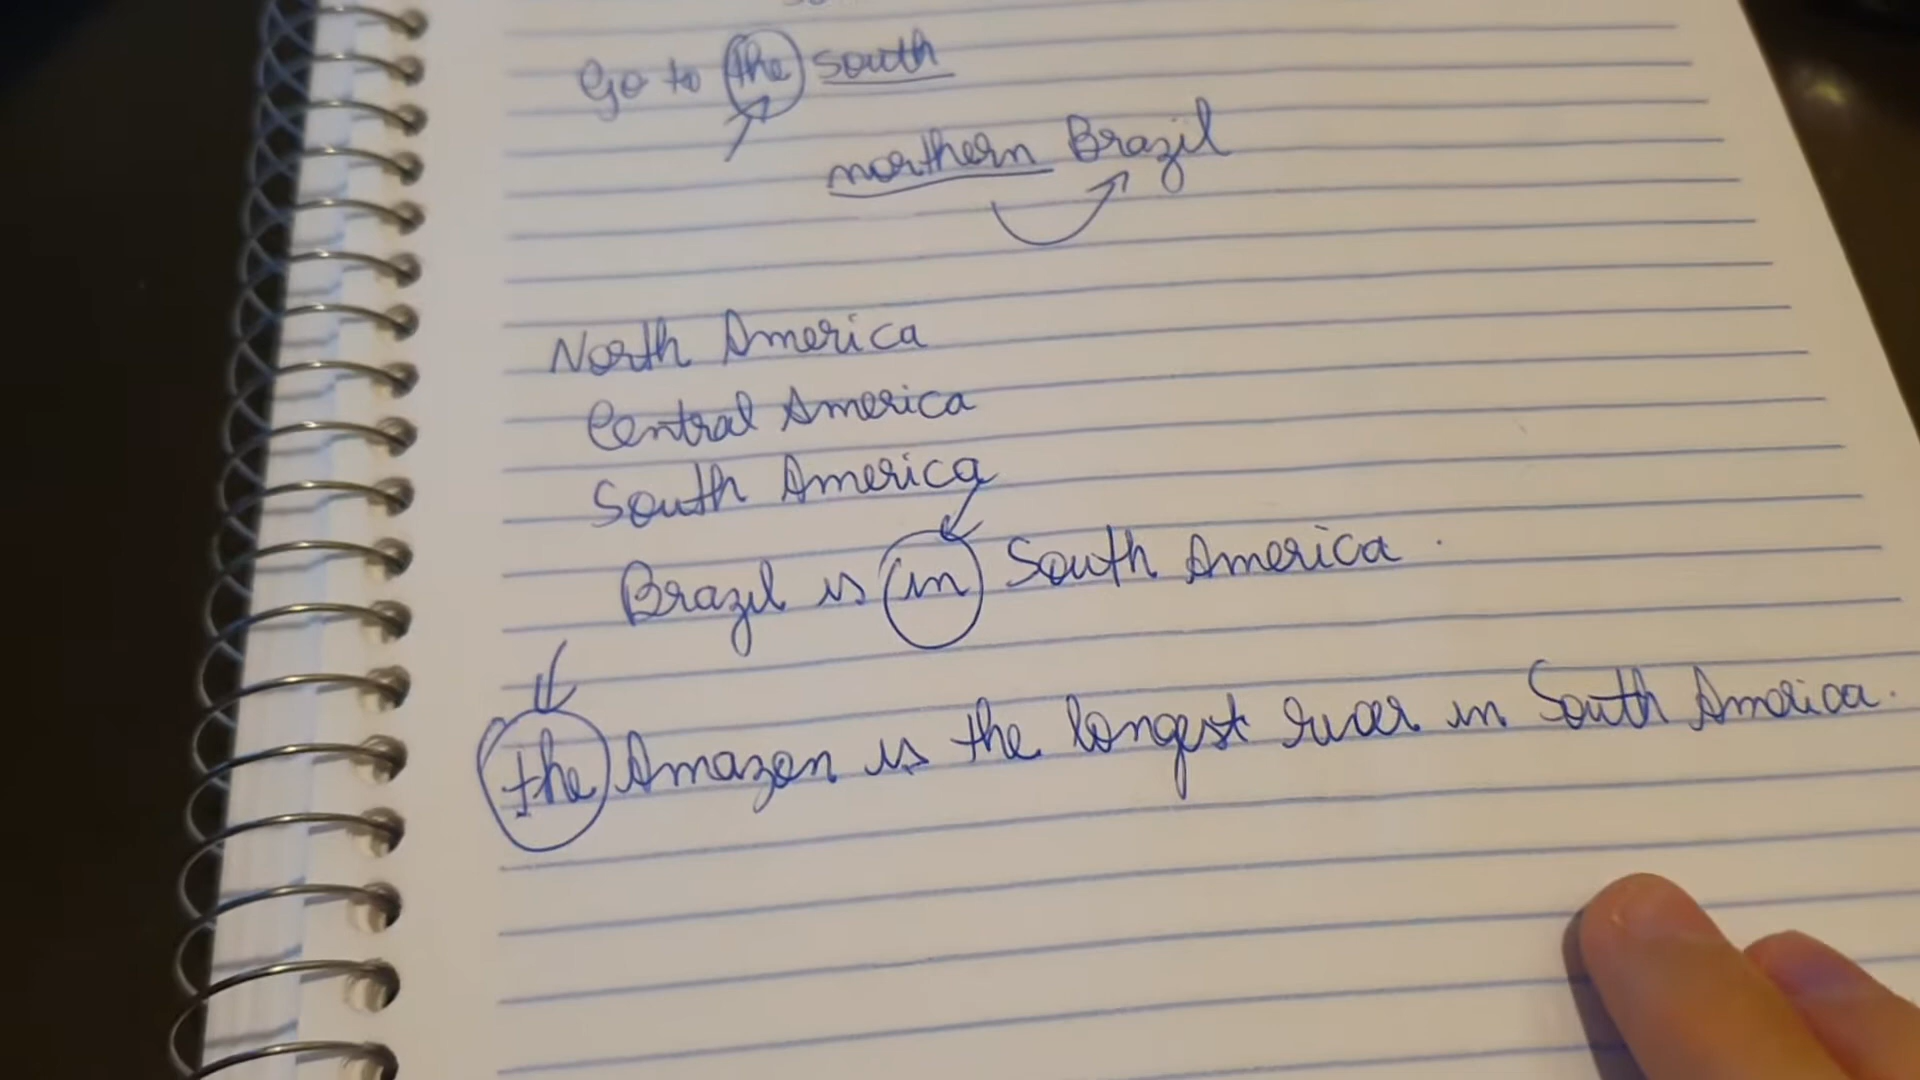 Go to the south
northern Brazil
North America
Central America
South America
Brazil is in South America.
the Amazon is the longest river in South America.